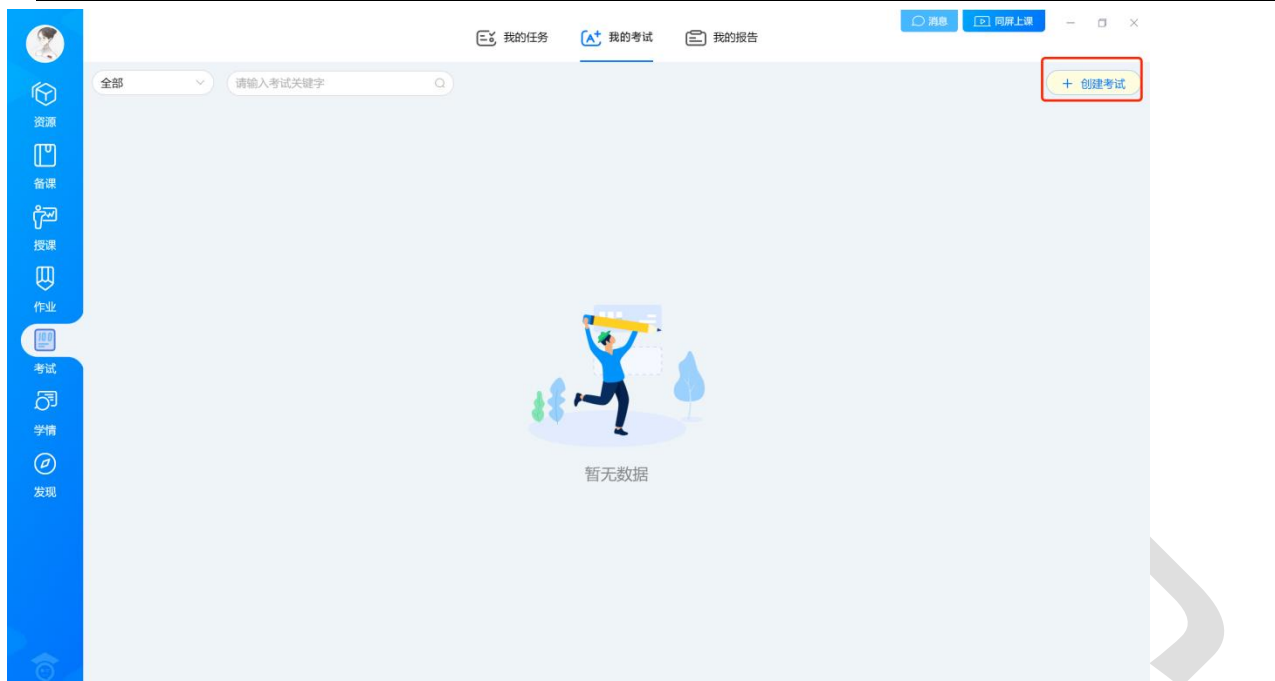 消息
同屏上课
我的任务
我的考试
我的报告
全部
请输入考试关键字
+ 创建考试
资源
备课
授课
作业
100
考试
学情
发现
暂无数据